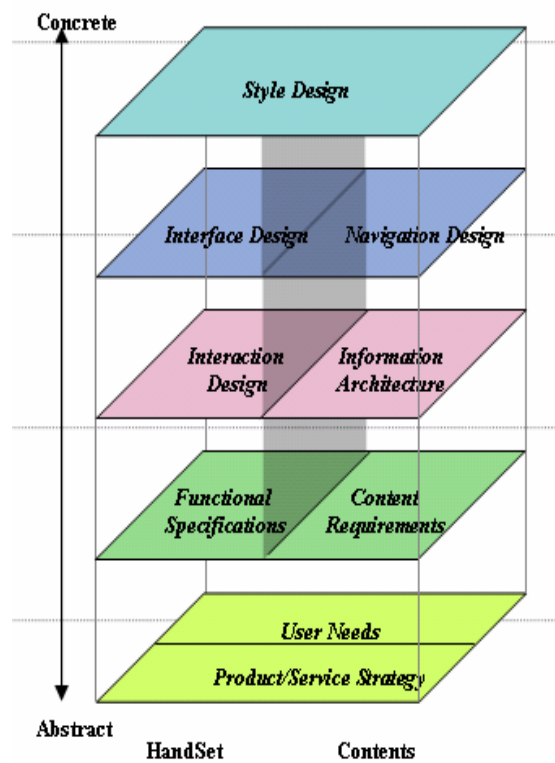 Concrete
Style Design
Interface Design
Navigation Design
Interaction
Design
Information
Architecture
Functional
Specifications
Content
Requirements
User Needs
Product/Service Strategy
Abstract
HandSet
Contents